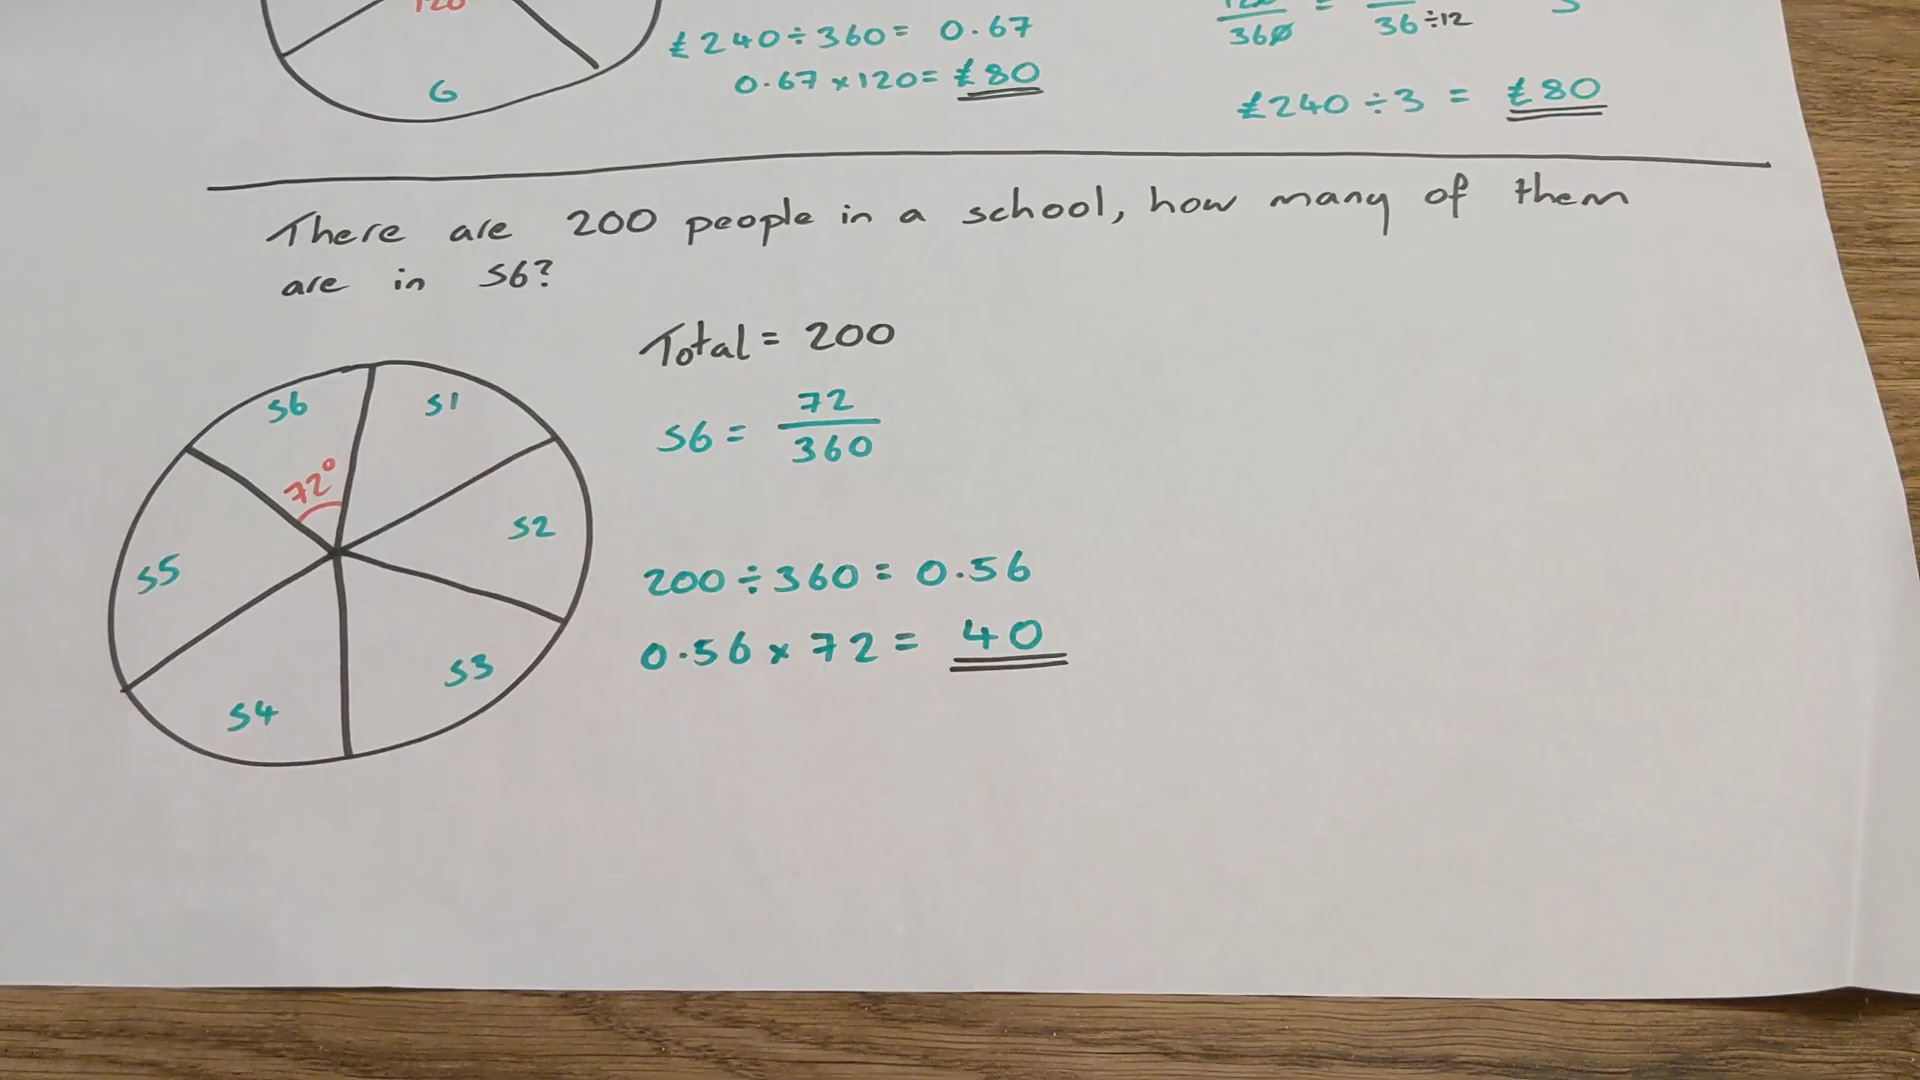 120
G
£240÷360= 0.67
0.67×120= £80
360 = 36 ÷12
£240÷3 = £80
There are 200 people in a school, how many of them
are in S6?
Total = 200
S6 = 72
360
200÷360= 0.56
0.56×72= 40
S6
S1
72°
S2
S5
S3
S4